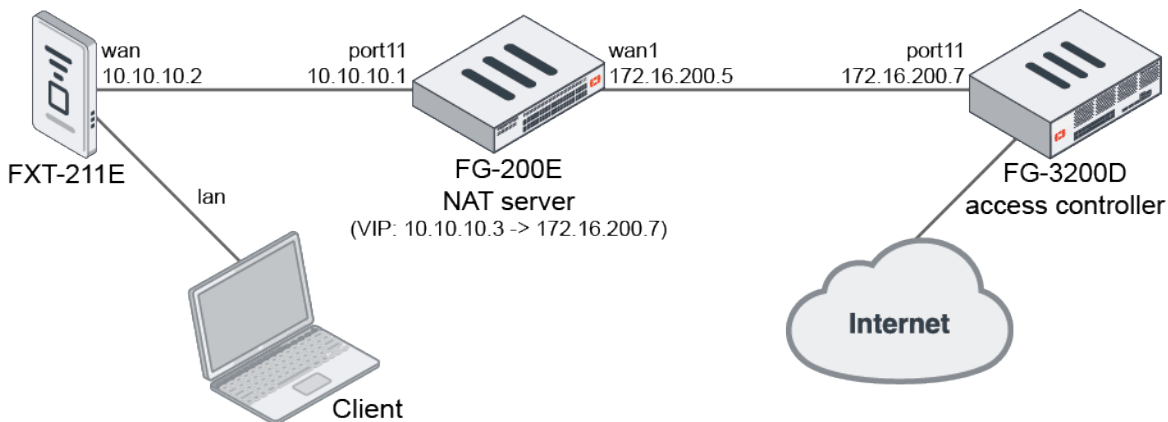 wan
10.10.10.2
port11
10.10.10.1
wan1
172.16.200.5
port11
172.16.200.7
FXT-211E
FG-200E
NAT server
(VIP: 10.10.10.3 -> 172.16.200.7)
FG-3200D
access controller
lan
Internet
Client